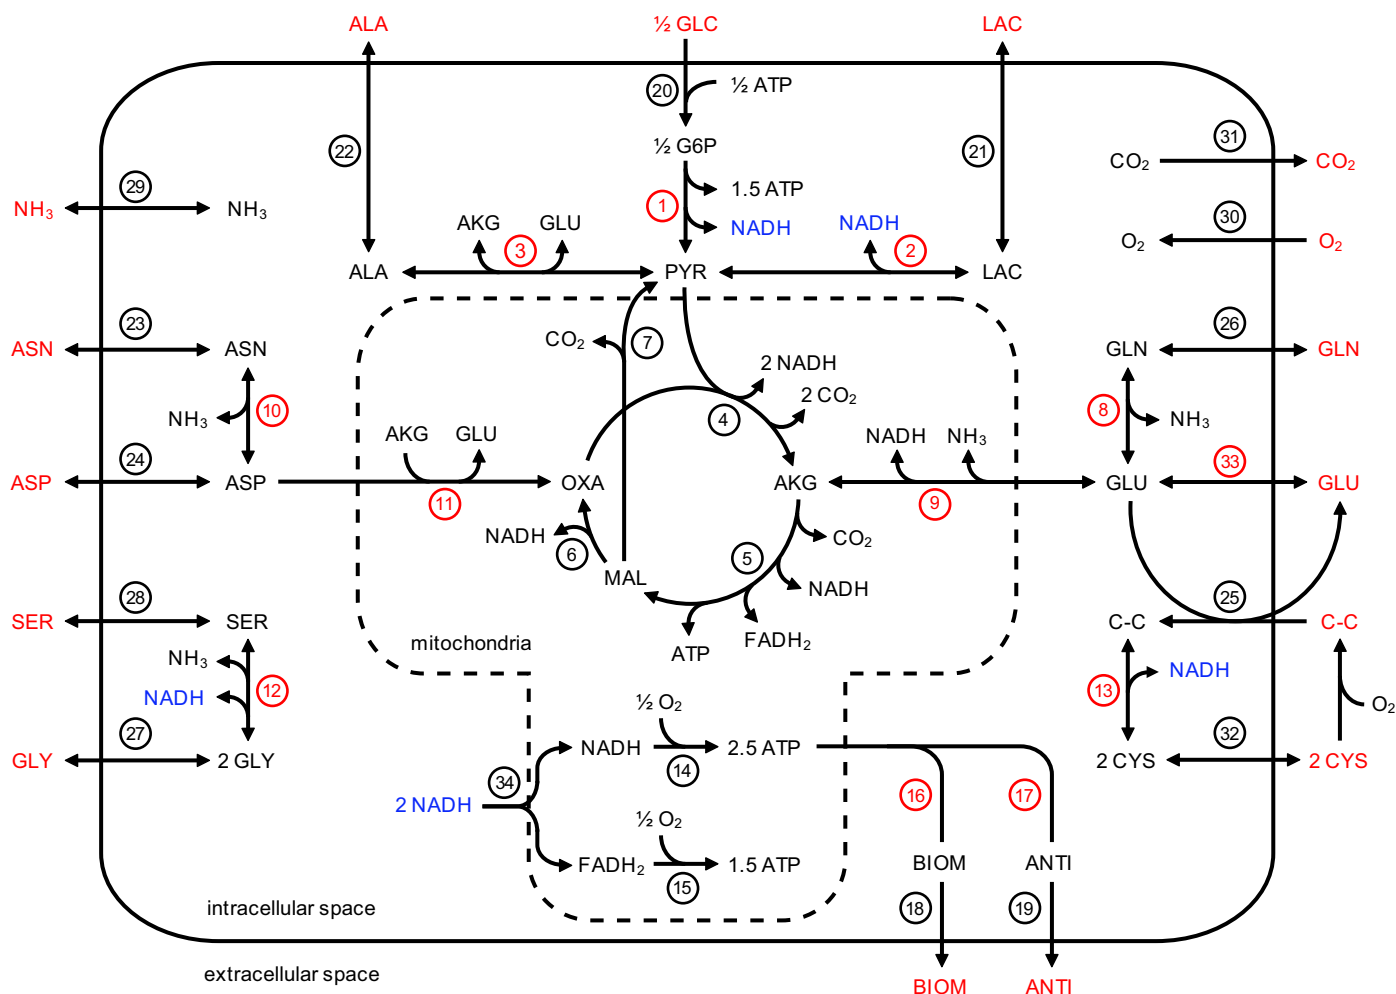 ALA
½ GLC
LAC
20
½ ATP
22
½ G6P
21
31
CO₂
CO₂
29
NH₃
NH₃
1.5 ATP
1
NADH
AKG
GLU
3
NADH
2
30
O₂
O₂
ALA
PYR
LAC
23
ASN
ASN
CO₂
7
26
GLN
GLN
2 NADH
2 CO₂
4
NH₃
10
8
NH₃
AKG
GLU
NADH
NH₃
24
ASP
ASP
11
OXA
AKG
9
GLU
33
GLU
NADH
6
CO₂
5
MAL
NADH
28
SER
SER
25
C-C
C-C
mitochondria
ATP
FADH₂
NH₃
NADH
12
13
NADH
½ O₂
O₂
27
GLY
2 GLY
NADH
14
2.5 ATP
2 CYS
32
2 CYS
34
2 NADH
16
17
½ O₂
FADH₂
15
1.5 ATP
BIOM
ANTI
intracellular space
18
19
extracellular space
BIOM
ANTI